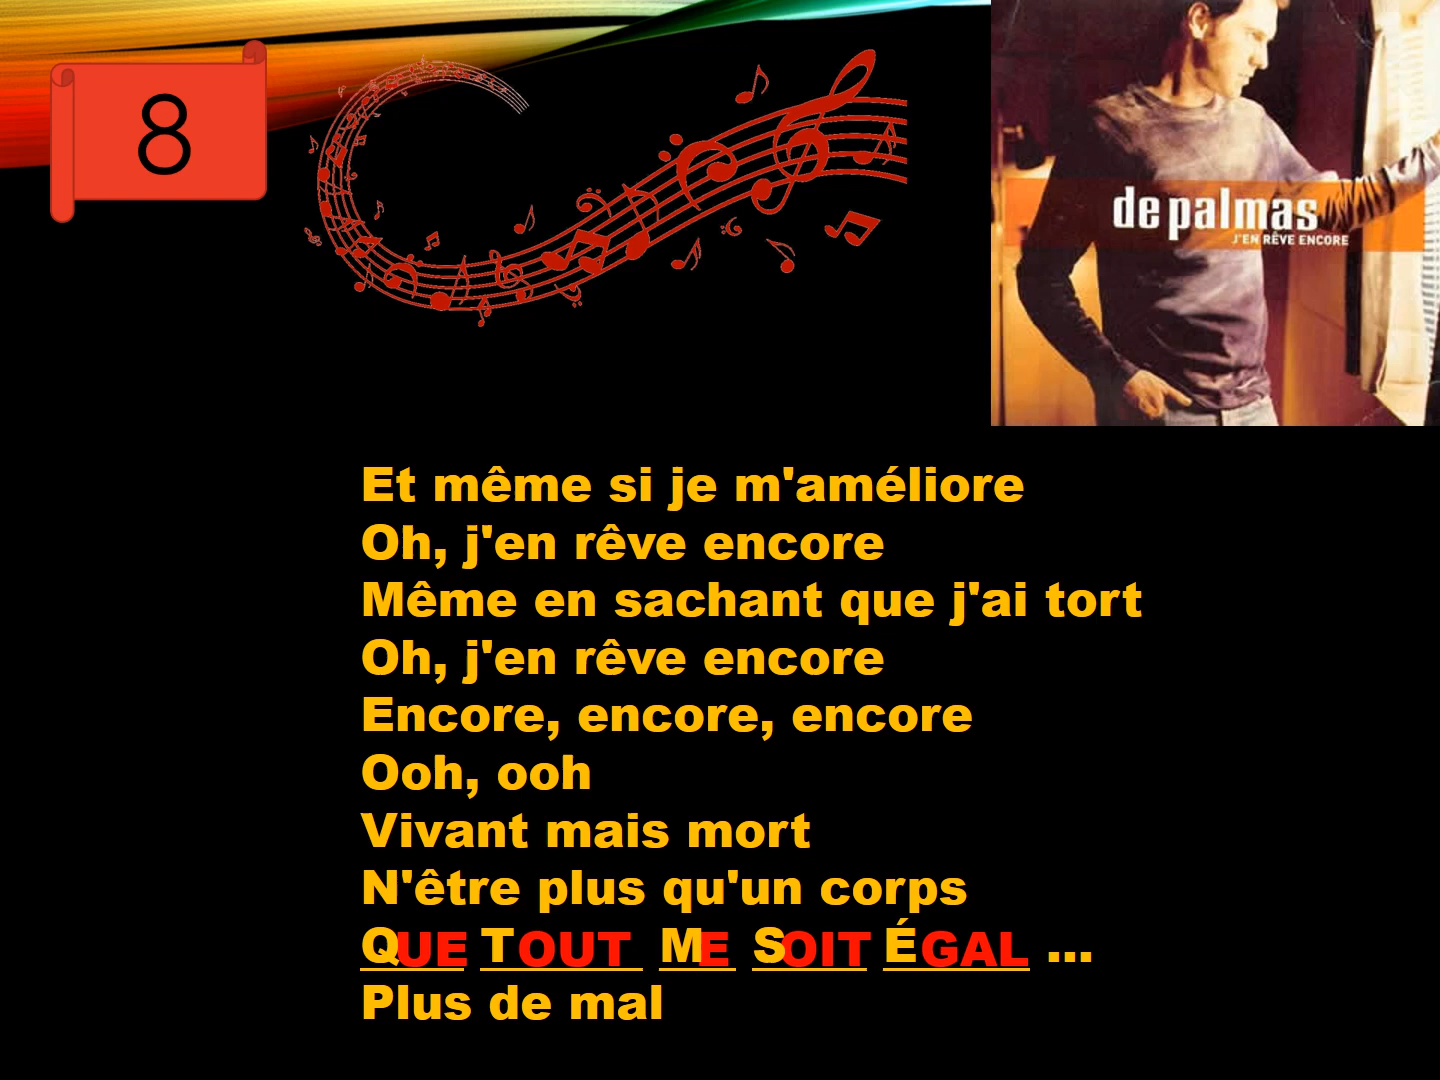 8
de palmas
J'EN RÊVE ENCORE
Et même si je m'améliore
Oh, j'en rêve encore
Même en sachant que j'ai tort
Oh, j'en rêve encore
Encore, encore, encore
Ooh, ooh
Vivant mais mort
N'être plus qu'un corps
QUE TOUT ME SOIT ÉGAL ...
Plus de mal